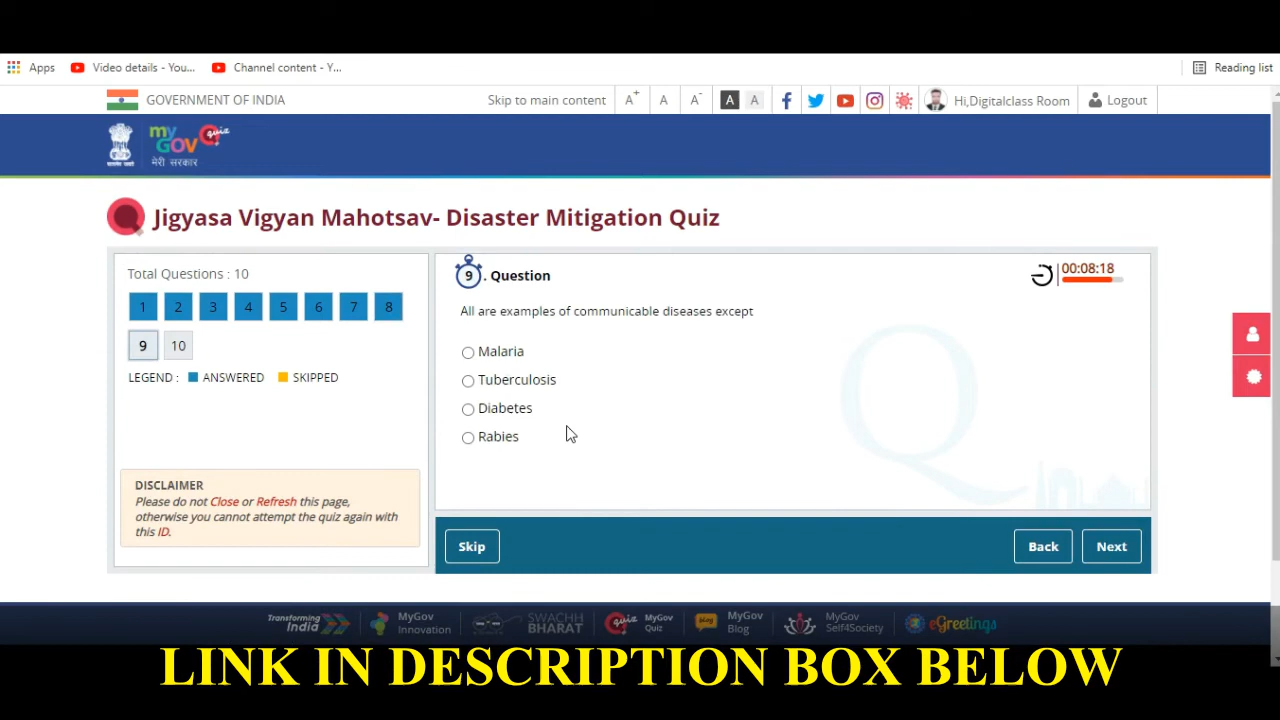 Apps
Video details - You...
Channel content - Y...
Reading list
GOVERNMENT OF INDIA
Skip to main content
A+
A
A-
A
A
Hi,Digitalclass Room
Logout
my GOV quiz
मेरी सरकार
Jigyasa Vigyan Mahotsav- Disaster Mitigation Quiz
Total Questions : 10
1 2 3 4 5 6 7 8
9 10
LEGEND : ANSWERED SKIPPED
DISCLAIMER
Please do not Close or Refresh this page,
otherwise you cannot attempt the quiz again with
this ID.
9 . Question
00:08:18
All are examples of communicable diseases except
Malaria
Tuberculosis
Diabetes
Rabies
Skip
Back
Next
Transforming India
MyGov Innovation
SWACHH BHARAT
quiz
MyGov Quiz
blog
MyGov Blog
MyGov Self4Society
eGreetings
LINK IN DESCRIPTION BOX BELOW